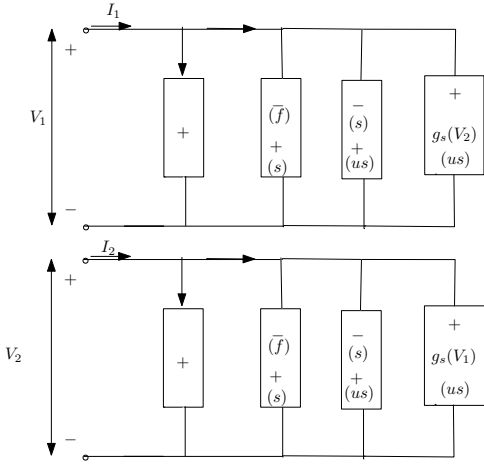 I₁
+
V₁
+
− (f) + (s)
− (s) + (us)
+ gₛ(V₂) (us)
−
I₂
+
V₂
+
− (f) + (s)
− (s) + (us)
+ gₛ(V₁) (us)
−